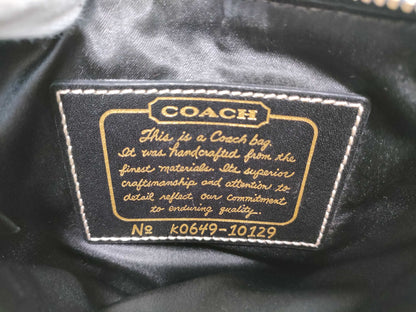 COACH
This is a Coach bag.
It was handcrafted from the
finest materials. Its superior
craftsmanship and attention to
detail reflect our commitment
to enduring quality.
No K0649-10129